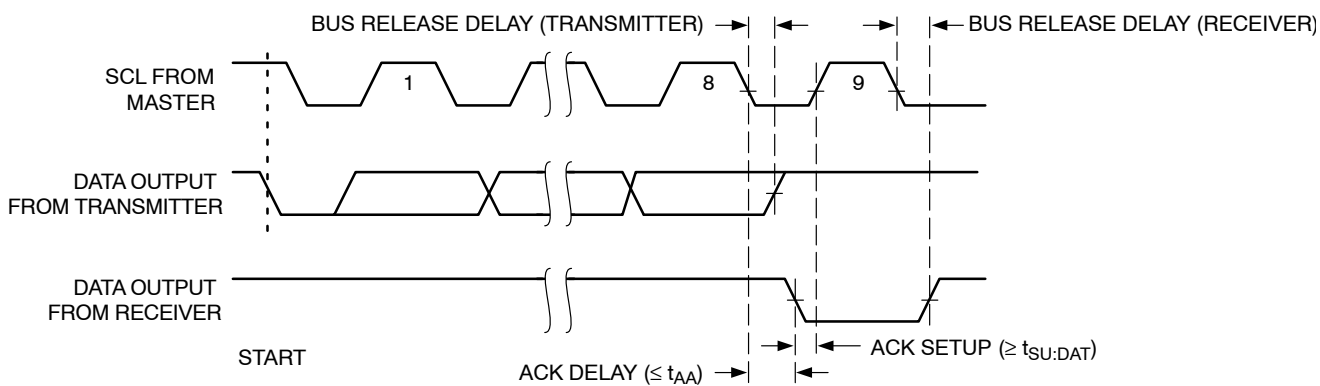 BUS RELEASE DELAY (TRANSMITTER)
BUS RELEASE DELAY (RECEIVER)
SCL FROM
MASTER
1
8
9
DATA OUTPUT
FROM TRANSMITTER
DATA OUTPUT
FROM RECEIVER
START
ACK SETUP (≥ tSU:DAT)
ACK DELAY (≤ tAA)